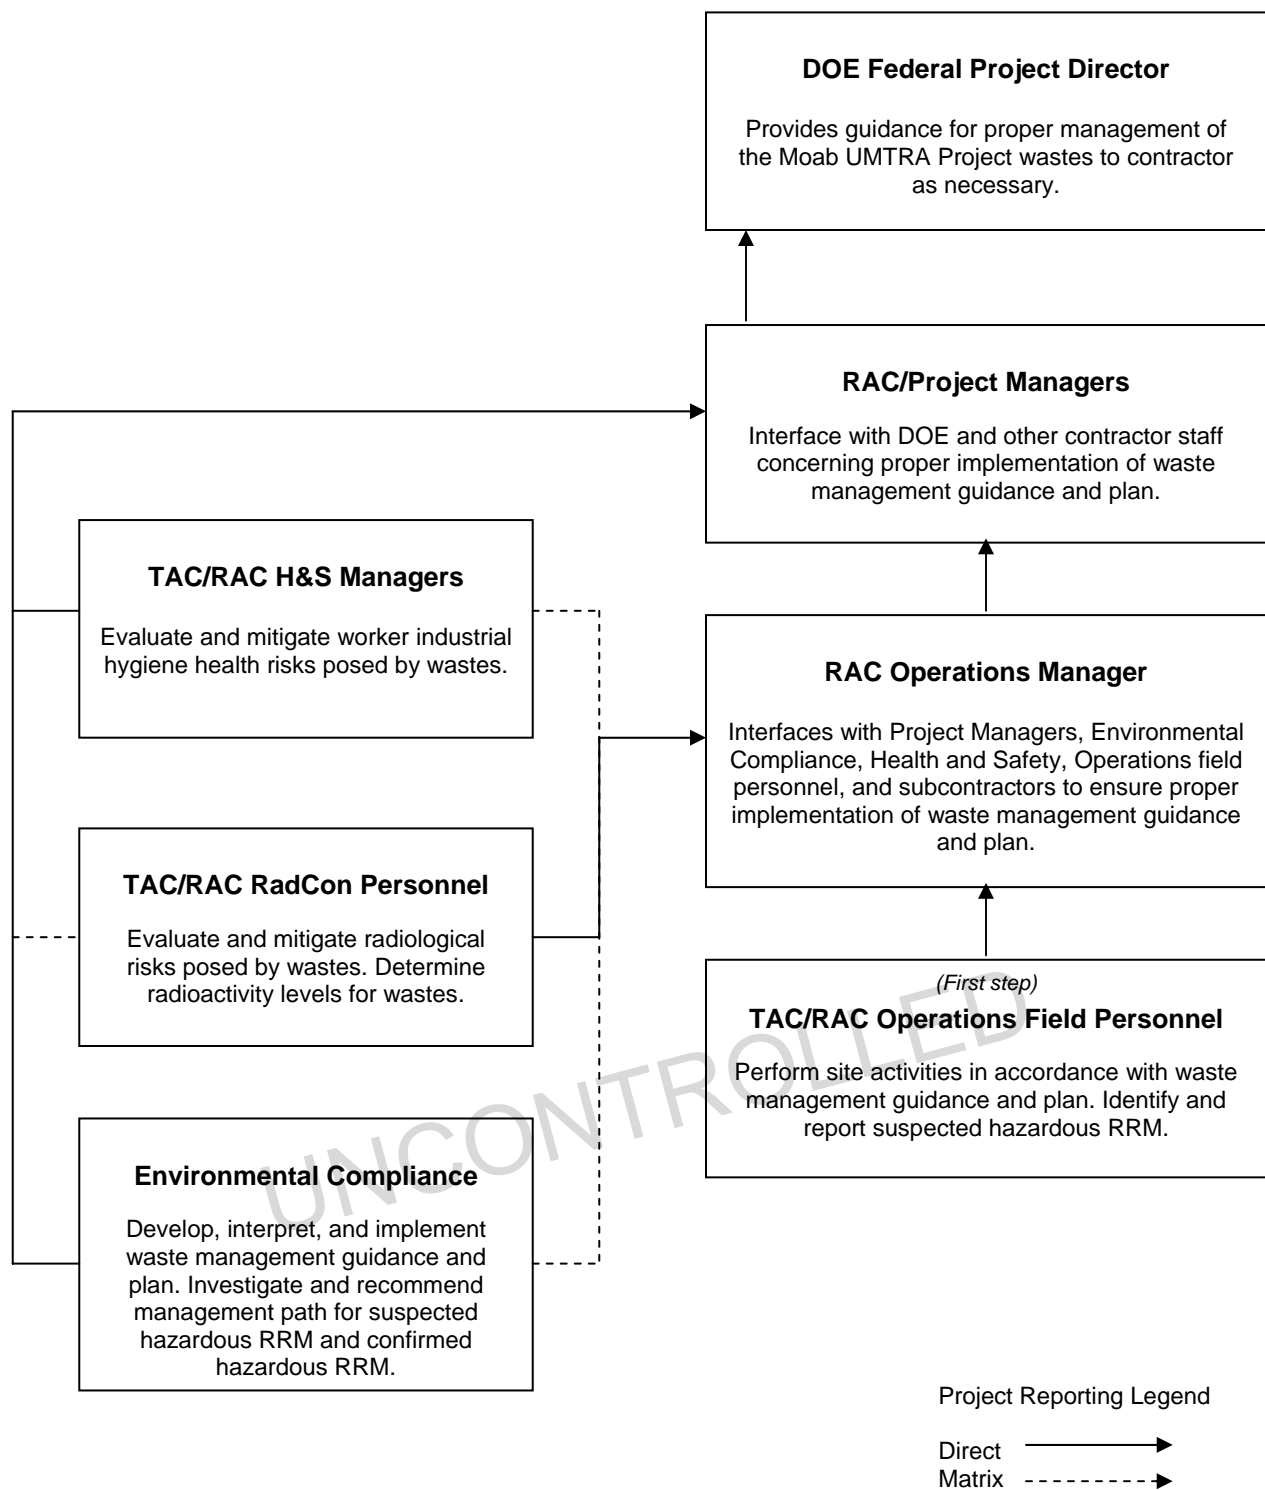 DOE Federal Project Director
Provides guidance for proper management of
the Moab UMTRA Project wastes to contractor
as necessary.
RAC/Project Managers
Interface with DOE and other contractor staff
concerning proper implementation of waste
management guidance and plan.
TAC/RAC H&S Managers
Evaluate and mitigate worker industrial
hygiene health risks posed by wastes.
RAC Operations Manager
Interfaces with Project Managers, Environmental
Compliance, Health and Safety, Operations field
personnel, and subcontractors to ensure proper
implementation of waste management guidance
and plan.
TAC/RAC RadCon Personnel
Evaluate and mitigate radiological
risks posed by wastes. Determine
radioactivity levels for wastes.
(First step)
TAC/RAC Operations Field Personnel
Perform site activities in accordance with waste
management guidance and plan. Identify and
report suspected hazardous RRM.
UNCONTROLLED
Environmental Compliance
Develop, interpret, and implement
waste management guidance and
plan. Investigate and recommend
management path for suspected
hazardous RRM and confirmed
hazardous RRM.
Project Reporting Legend
Direct
Matrix